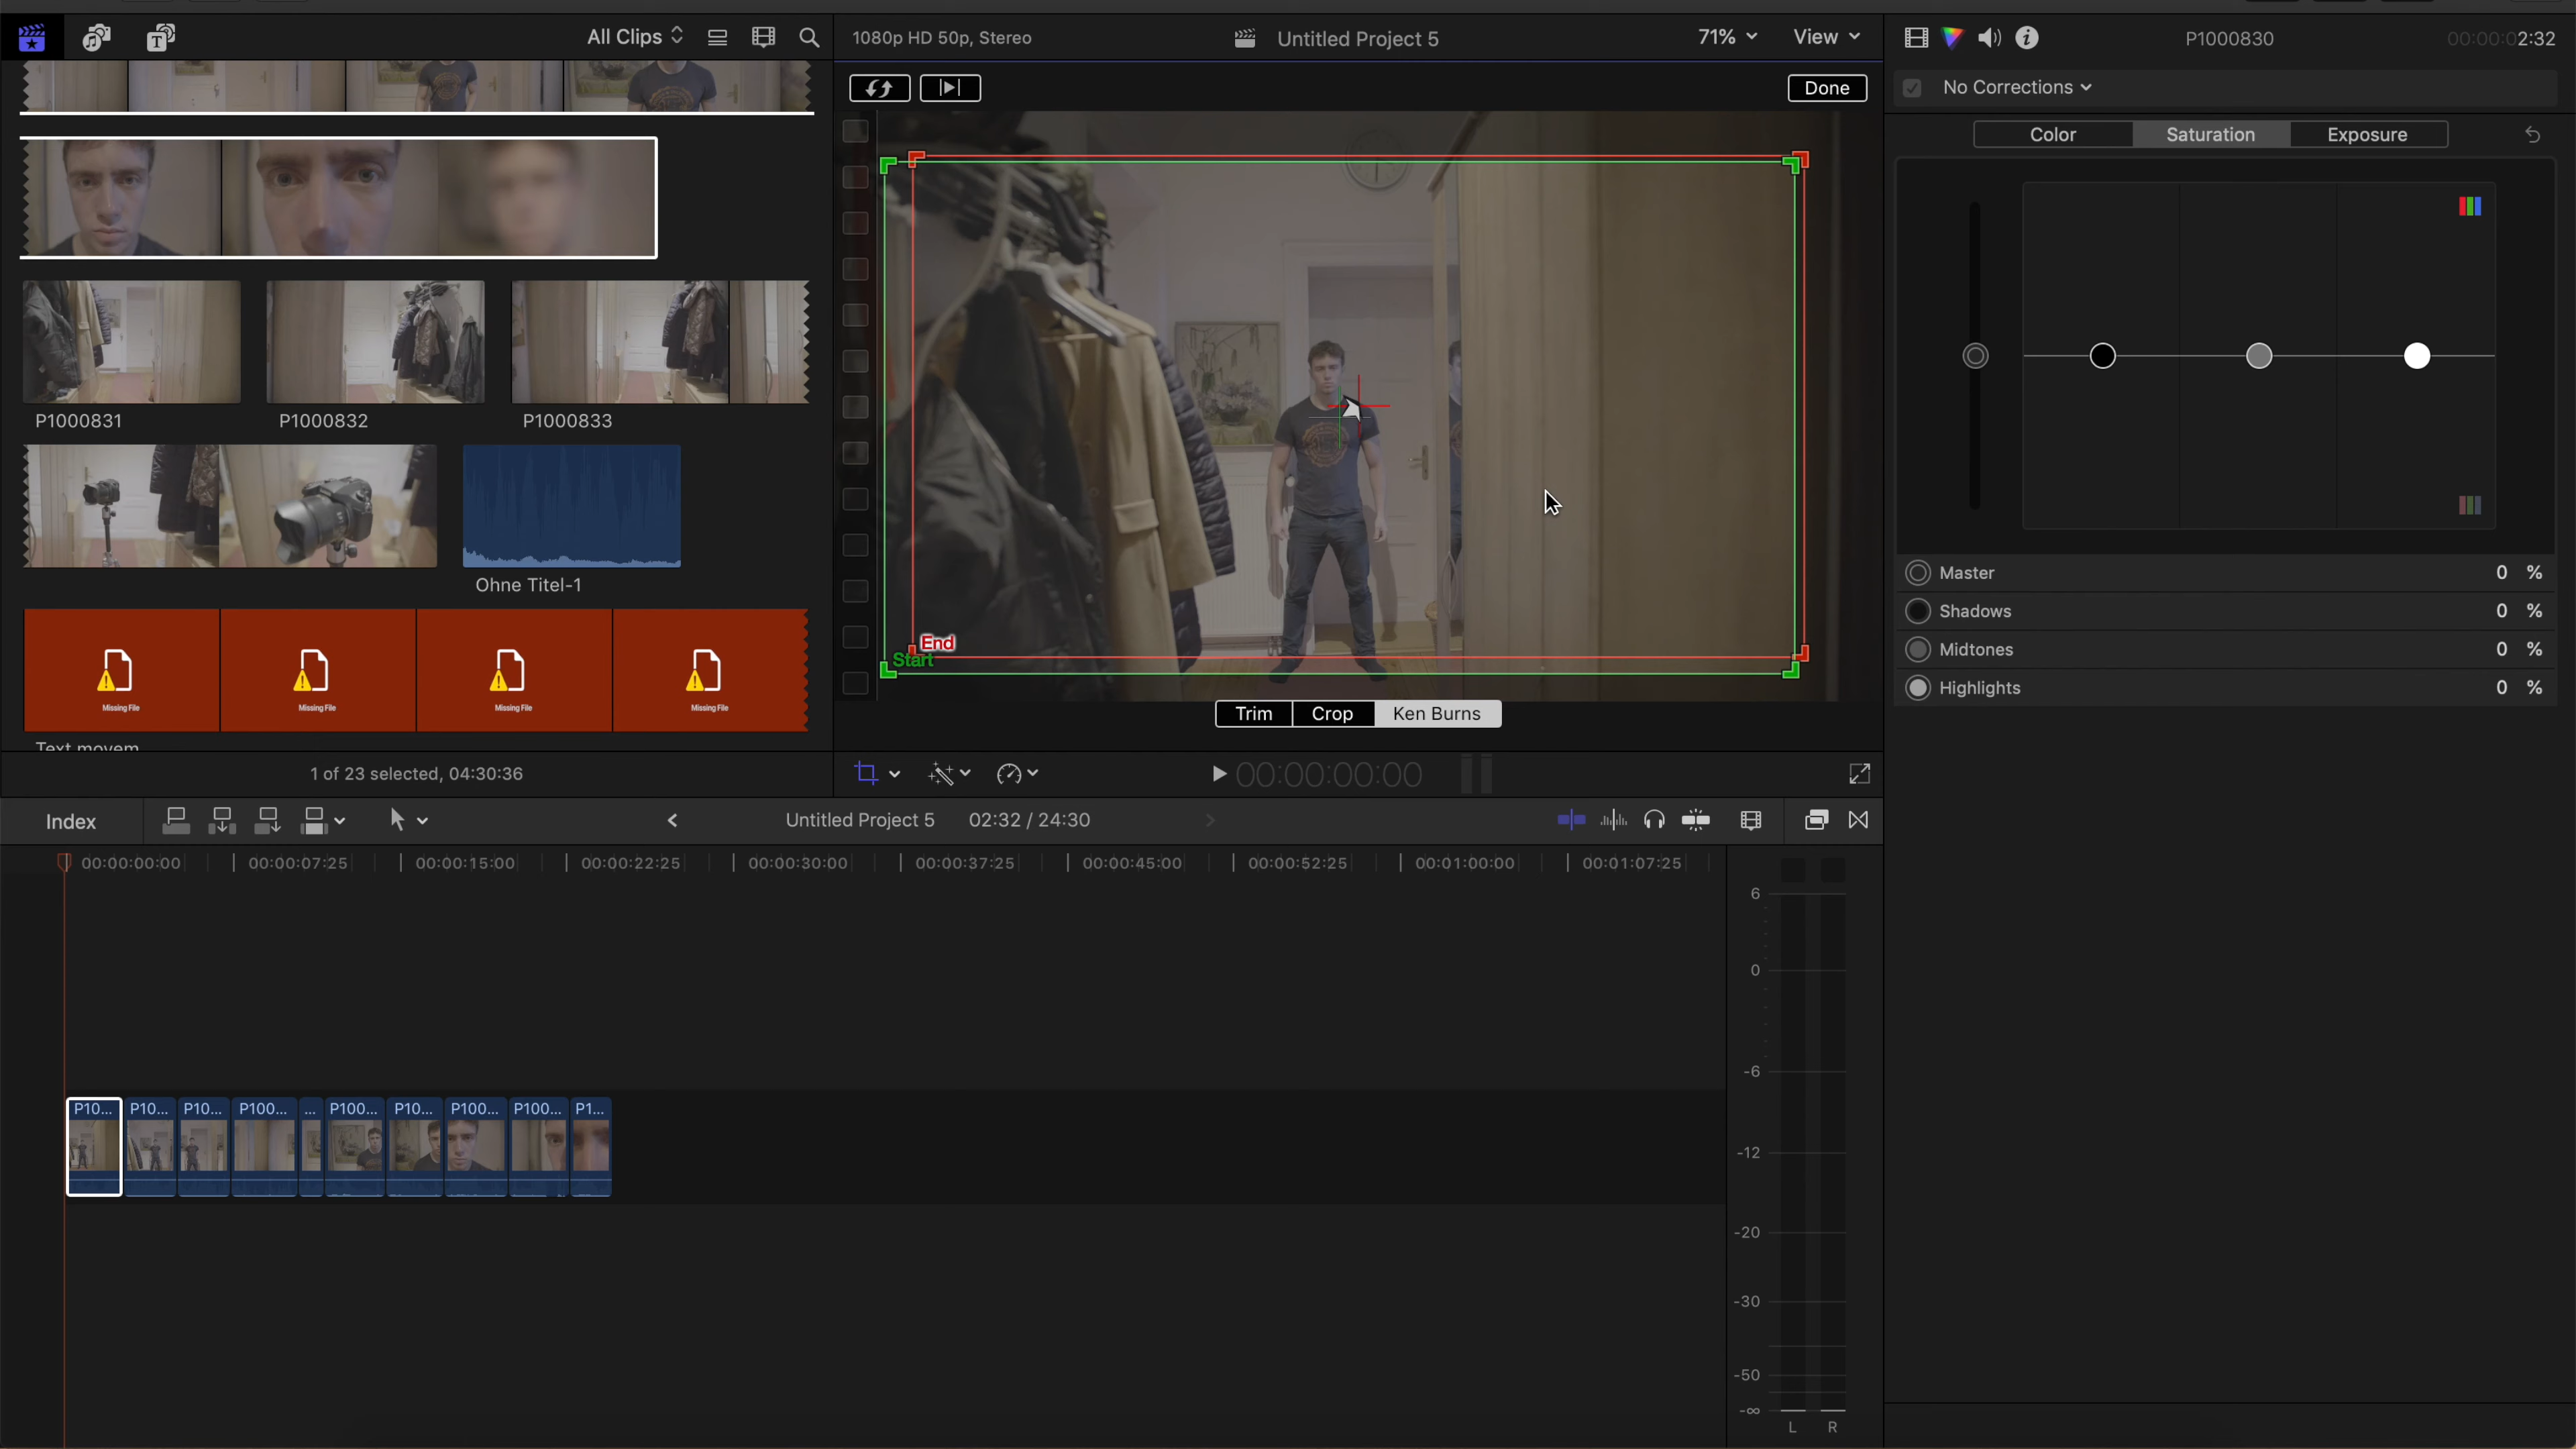 All Clips
1080p HD 50p, Stereo
Untitled Project 5
71%
View
P1000830
00:00:02:32
Done
No Corrections
Color
Saturation
Exposure
P1000831
P1000832
P1000833
Ohne Titel-1
Missing File
Missing File
Missing File
Missing File
Text movem
End
Start
Trim
Crop
Ken Burns
Master
0 %
Shadows
0 %
Midtones
0 %
Highlights
0 %
1 of 23 selected, 04:30:36
00:00:00:00
Index
Untitled Project 5
02:32 / 24:30
00:00:00:00
00:00:07:25
00:00:15:00
00:00:22:25
00:00:30:00
00:00:37:25
00:00:45:00
00:00:52:25
00:01:00:00
00:01:07:25
6
0
-6
-12
-20
-30
-50
-∞
L
R
P10...
P10...
P10...
P100...
...
P100...
P10...
P100...
P100...
P1...